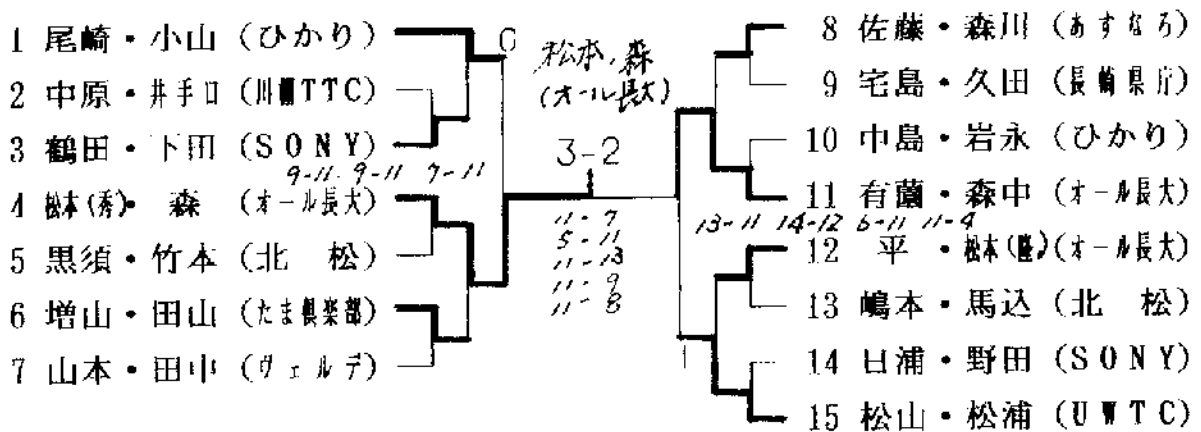 1 尾崎・小山 (ひかり)
2 中原・井手口 (川棚TTC)
3 鶴田・下田 (SONY)
9-11 9-11 7-11
4 松本(秀)・森 (オール長大)
5 黒須・竹本 (北 松)
6 増山・田山 (たま倶楽部)
7 山本・田中 (ヴェルデ)
0
松本, 森
(オール長大)
3-2
11-7
5-11
11-13
11-9
11-8
8 佐藤・森川 (あすなろ)
9 宅島・久田 (長崎県庁)
10 中島・岩永 (ひかり)
11 有薗・森中 (オール長大)
13-11 14-12 6-11 11-9
12 平・松本(隆) (オール長大)
13 嶋本・馬込 (北 松)
1
14 日浦・野田 (SONY)
15 松山・松浦 (UWTC)